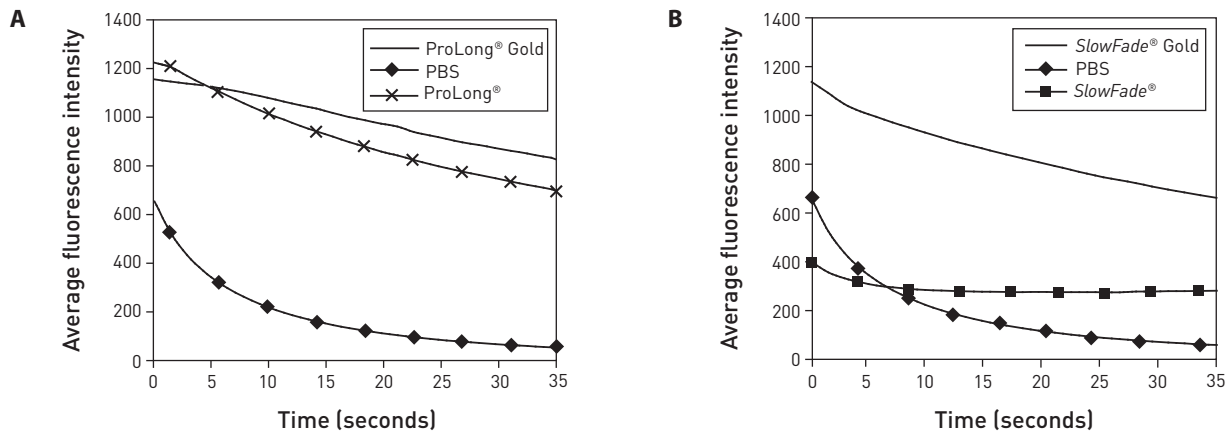 A
Average fluorescence intensity
1400
1200
1000
800
600
400
200
0
ProLong® Gold
PBS
ProLong®
0 5 10 15 20 25 30 35
Time (seconds)
B
Average fluorescence intensity
1400
1200
1000
800
600
400
200
0
SlowFade® Gold
PBS
SlowFade®
0 5 10 15 20 25 30 35
Time (seconds)